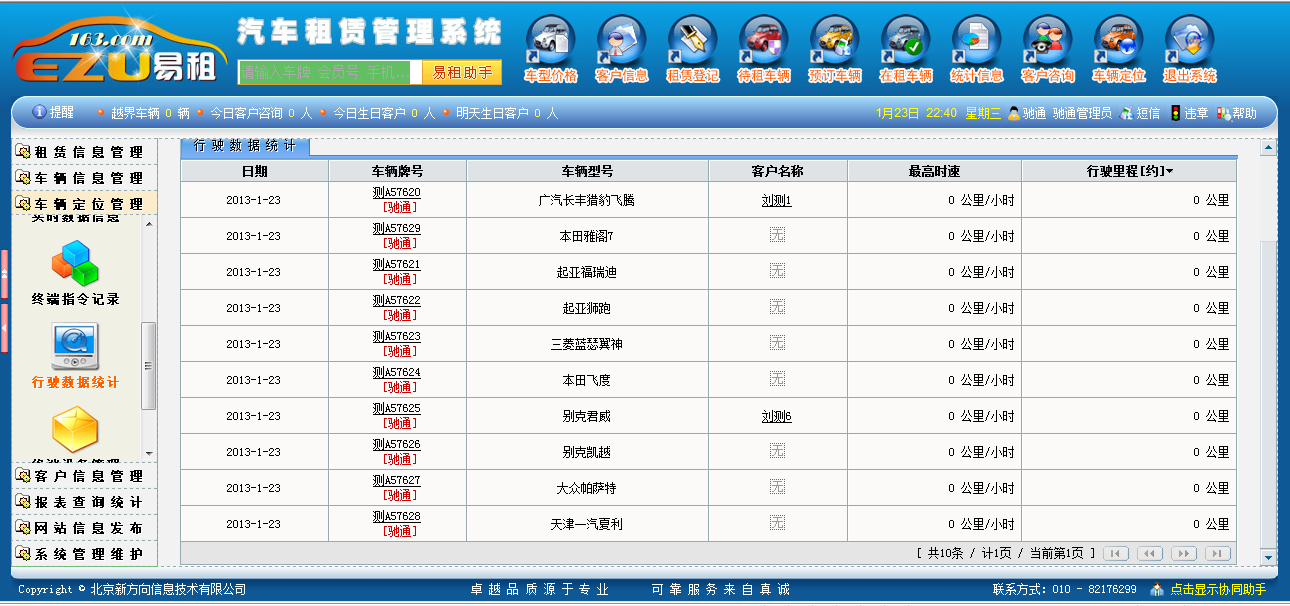 163.com
EZU易租
汽车租赁管理系统
请输入车牌 会员号 手机... 易租助手
车型价格 客户信息 租赁登记 待租车辆 预订车辆 在租车辆 统计信息 客户咨询 车辆定位 退出系统
提醒 越界车辆 0 辆 今日客户咨询 0 人 今日生日客户 0 人 明天生日客户 0 人 1月23日 22:40 星期三 驰通 驰通管理员 短信 违章 帮助
租赁信息管理
车辆信息管理
车辆定位管理
实时数据信息
终端指令记录
行驶数据统计
终端设备管理
客户信息管理
报表查询统计
网站信息发布
系统管理维护
行驶数据统计
日期 车辆牌号 车辆型号 客户名称 最高时速 行驶里程[约]
2013-1-23 测A57620 [驰通] 广汽长丰猎豹飞腾 刘测1 0 公里/小时 0 公里
2013-1-23 测A57629 [驰通] 本田雅阁7 无 0 公里/小时 0 公里
2013-1-23 测A57621 [驰通] 起亚福瑞迪 无 0 公里/小时 0 公里
2013-1-23 测A57622 [驰通] 起亚狮跑 无 0 公里/小时 0 公里
2013-1-23 测A57623 [驰通] 三菱蓝瑟翼神 无 0 公里/小时 0 公里
2013-1-23 测A57624 [驰通] 本田飞度 无 0 公里/小时 0 公里
2013-1-23 测A57625 [驰通] 别克君威 刘测6 0 公里/小时 0 公里
2013-1-23 测A57626 [驰通] 别克凯越 无 0 公里/小时 0 公里
2013-1-23 测A57627 [驰通] 大众帕萨特 无 0 公里/小时 0 公里
2013-1-23 测A57628 [驰通] 天津一汽夏利 无 0 公里/小时 0 公里
[ 共10条 / 计1页 / 当前第1页 ]
Copyright © 北京新方向信息技术有限公司 卓越品质源于专业 可靠服务来自真诚 联系方式: 010 - 82176299 点击显示协同助手